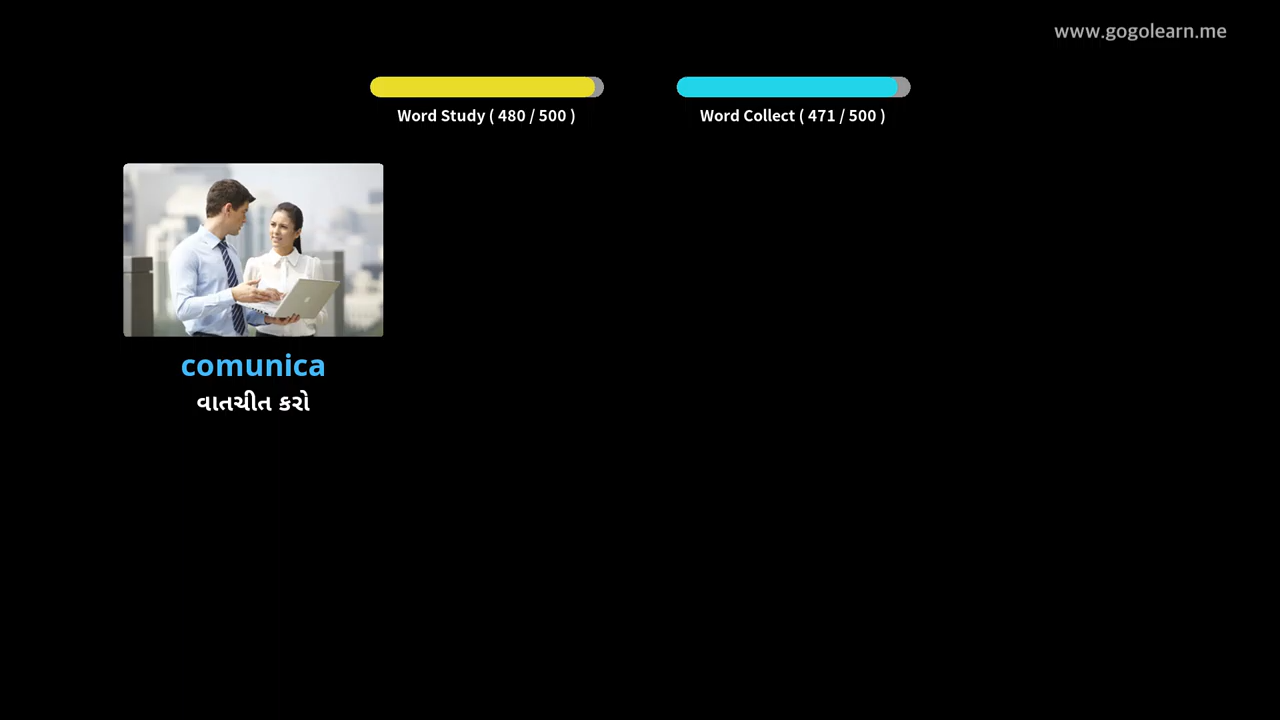 www.gogolearn.me
Word Study ( 480 / 500 )
Word Collect ( 471 / 500 )
comunica
વાતચીત કરો